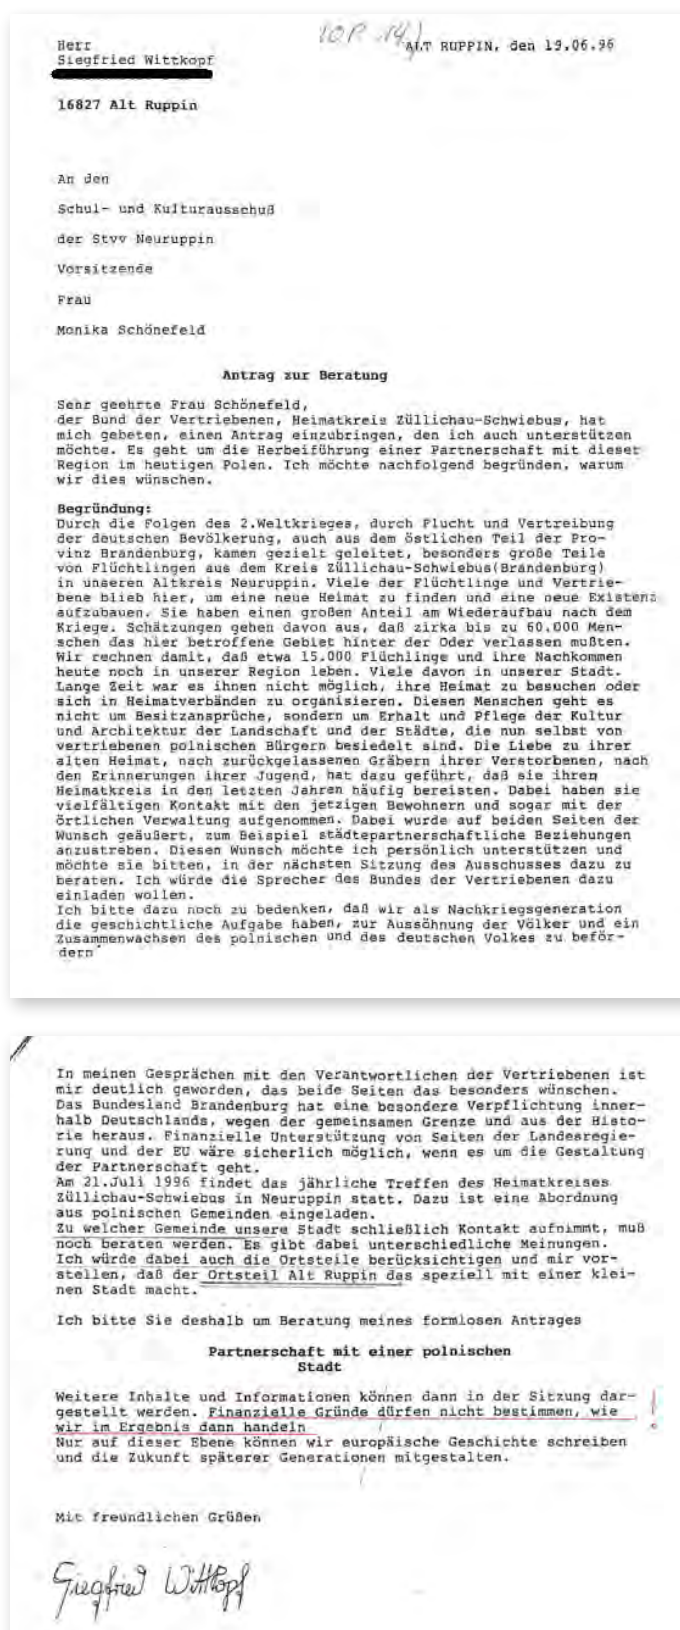 TOP 14)
Herr
Siegfried Wittkopf
ALT RUPPIN, den 19.06.96
16827 Alt Ruppin
An den
Schul- und Kulturausschuß
der Stvv Neuruppin
Vorsitzende
Frau
Monika Schönefeld
Antrag zur Beratung
Sehr geehrte Frau Schönefeld,
der Bund der Vertriebenen, Heimatkreis Züllichau-Schwiebus, hat
mich gebeten, einen Antrag einzubringen, den ich auch unterstützen
möchte. Es geht um die Herbeiführung einer Partnerschaft mit dieser
Region im heutigen Polen. Ich möchte nachfolgend begründen, warum
wir dies wünschen.
Begründung:
Durch die Folgen des 2.Weltkrieges, durch Flucht und Vertreibung
der deutschen Bevölkerung, auch aus dem östlichen Teil der Pro-
vinz Brandenburg, kamen gezielt geleitet, besonders große Teile
von Flüchtlingen aus dem Kreis Züllichau-Schwiebus(Brandenburg)
in unseren Altkreis Neuruppin. Viele der Flüchtlinge und Vertrie-
bene blieb hier, um eine neue Heimat zu finden und eine neue Existenz
aufzubauen. Sie haben einen großen Anteil am Wiederaufbau nach dem
Kriege. Schätzungen gehen davon aus, daß zirka bis zu 60.000 Men-
schen das hier betroffene Gebiet hinter der Oder verlassen mußten.
Wir rechnen damit, daß etwa 15.000 Flüchlinge und ihre Nachkommen
heute noch in unserer Region leben. Viele davon in unserer Stadt.
Lange Zeit war es ihnen nicht möglich, ihre Heimat zu besuchen oder
sich in Heimatverbänden zu organisieren. Diesen Menschen geht es
nicht um Besitzansprüche, sondern um Erhalt und Pflege der Kultur
und Architektur der Landschaft und der Städte, die nun selbst von
vertriebenen polnischen Bürgern besiedelt sind. Die Liebe zu ihrer
alten Heimat, nach zurückgelassenen Gräbern ihrer Verstorbenen, nach
den Erinnerungen ihrer Jugend, hat dazu geführt, daß sie ihren
Heimatkreis in den letzten Jahren häufig bereisten. Dabei haben sie
vielfältigen Kontakt mit den jetzigen Bewohnern und sogar mit der
örtlichen Verwaltung aufgenommen. Dabei wurde auf beiden Seiten der
Wunsch geäußert, zum Beispiel städtepartnerschaftliche Beziehungen
anzustreben. Diesen Wunsch möchte ich persönlich unterstützen und
möchte sie bitten, in der nächsten Sitzung des Ausschusses dazu zu
beraten. Ich würde die Sprecher des Bundes der Vertriebenen dazu
einladen wollen.
Ich bitte dazu noch zu bedenken, daß wir als Nachkriegsgeneration
die geschichtliche Aufgabe haben, zur Aussöhnung der Völker und ein
Zusammenwachsen des polnischen und des deutschen Volkes zu beför-
dern
In meinen Gesprächen mit den Verantwortlichen der Vertriebenen ist
mir deutlich geworden, das beide Seiten das besonders wünschen.
Das Bundesland Brandenburg hat eine besondere Verpflichtung inner-
halb Deutschlands, wegen der gemeinsamen Grenze und aus der Histo-
rie heraus. Finanzielle Unterstützung von Seiten der Landesregie-
rung und der EU wäre sicherlich möglich, wenn es um die Gestaltung
der Partnerschaft geht.
Am 21.Juli 1996 findet das jährliche Treffen des Heimatkreises
Züllichau-Schwiebus in Neuruppin statt. Dazu ist eine Abordnung
aus polnischen Gemeinden eingeladen.
Zu welcher Gemeinde unsere Stadt schließlich Kontakt aufnimmt, muß
noch beraten werden. Es gibt dabei unterschiedliche Meinungen.
Ich würde dabei auch die Ortsteile berücksichtigen und mir vor-
stellen, daß der Ortsteil Alt Ruppin das speziell mit einer klei-
nen Stadt macht.
Ich bitte Sie deshalb um Beratung meines formlosen Antrages
Partnerschaft mit einer polnischen
Stadt
Weitere Inhalte und Informationen können dann in der Sitzung dar-
gestellt werden. Finanzielle Gründe dürfen nicht bestimmen, wie
wir im Ergebnis dann handeln !
Nur auf dieser Ebene können wir europäische Geschichte schreiben
und die Zukunft späterer Generationen mitgestalten.
Mit freundlichen Grüßen
Siegfried Wittkopf